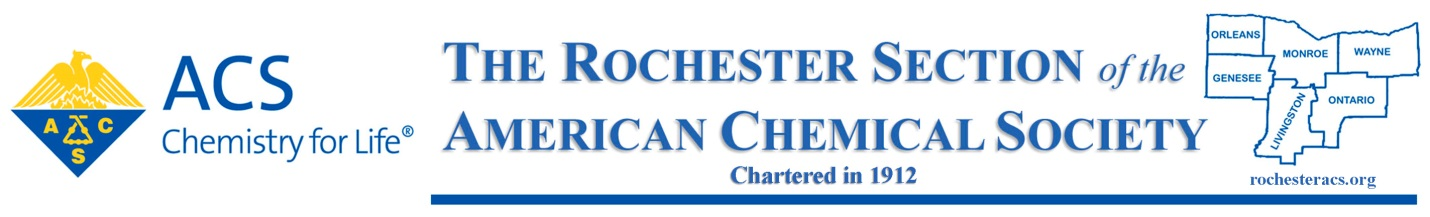 ACS
Chemistry for Life®
A C
S
THE ROCHESTER SECTION of the
AMERICAN CHEMICAL SOCIETY
Chartered in 1912
ORLEANS
MONROE
WAYNE
GENESEE
ONTARIO
LIVINGSTON
rochesteracs.org